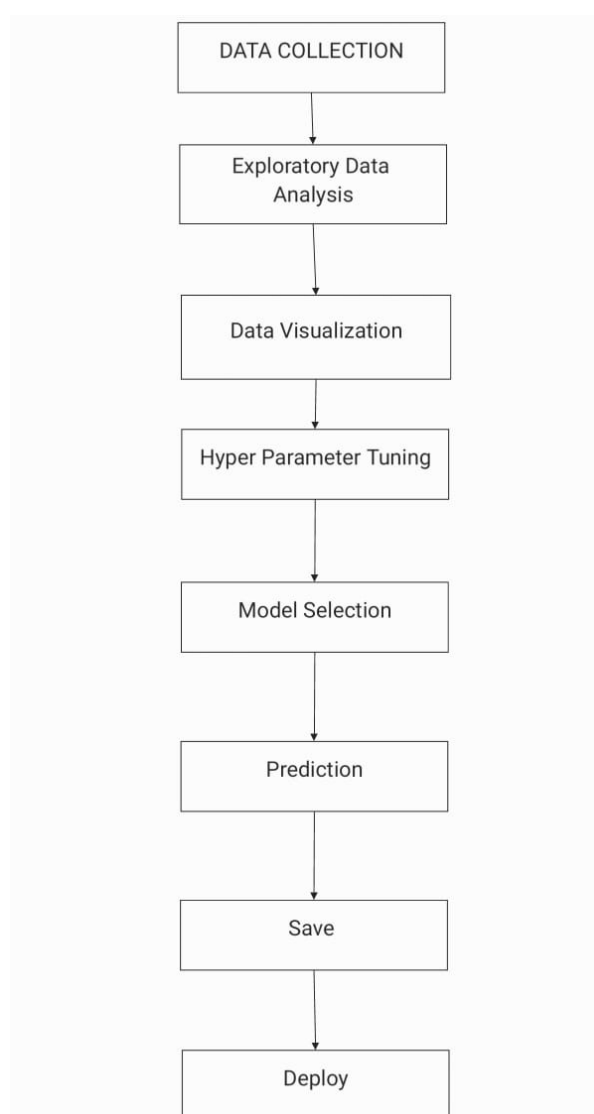 DATA COLLECTION
Exploratory Data
Analysis
Data Visualization
Hyper Parameter Tuning
Model Selection
Prediction
Save
Deploy